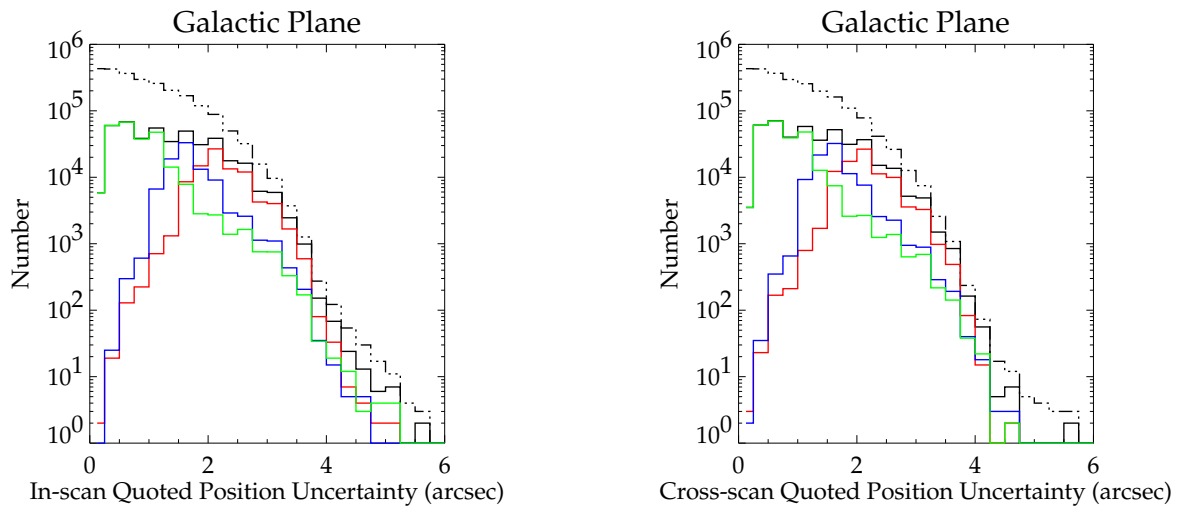 Galactic Plane
10^6
10^5
10^4
10^3
10^2
10^1
10^0
Number
0 2 4 6
In-scan Quoted Position Uncertainty (arcsec)
Galactic Plane
10^6
10^5
10^4
10^3
10^2
10^1
10^0
Number
0 2 4 6
Cross-scan Quoted Position Uncertainty (arcsec)